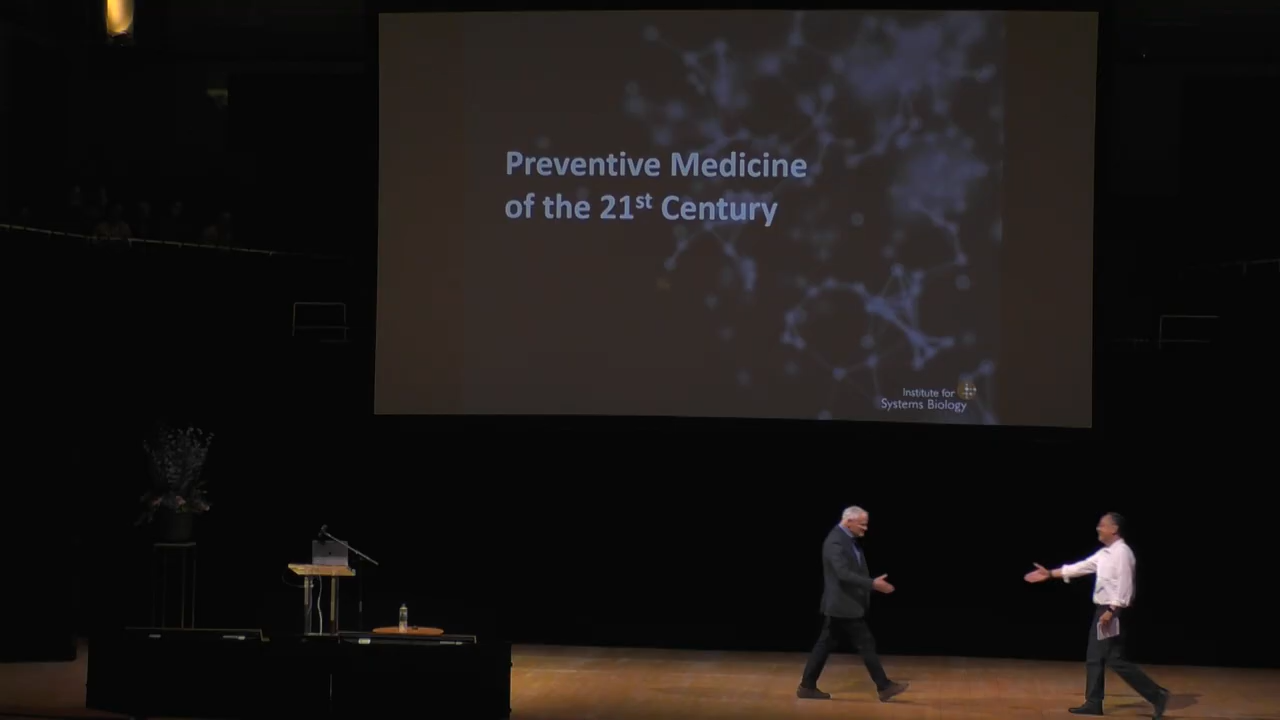 Preventive Medicine
of the 21st Century
Institute for
Systems Biology